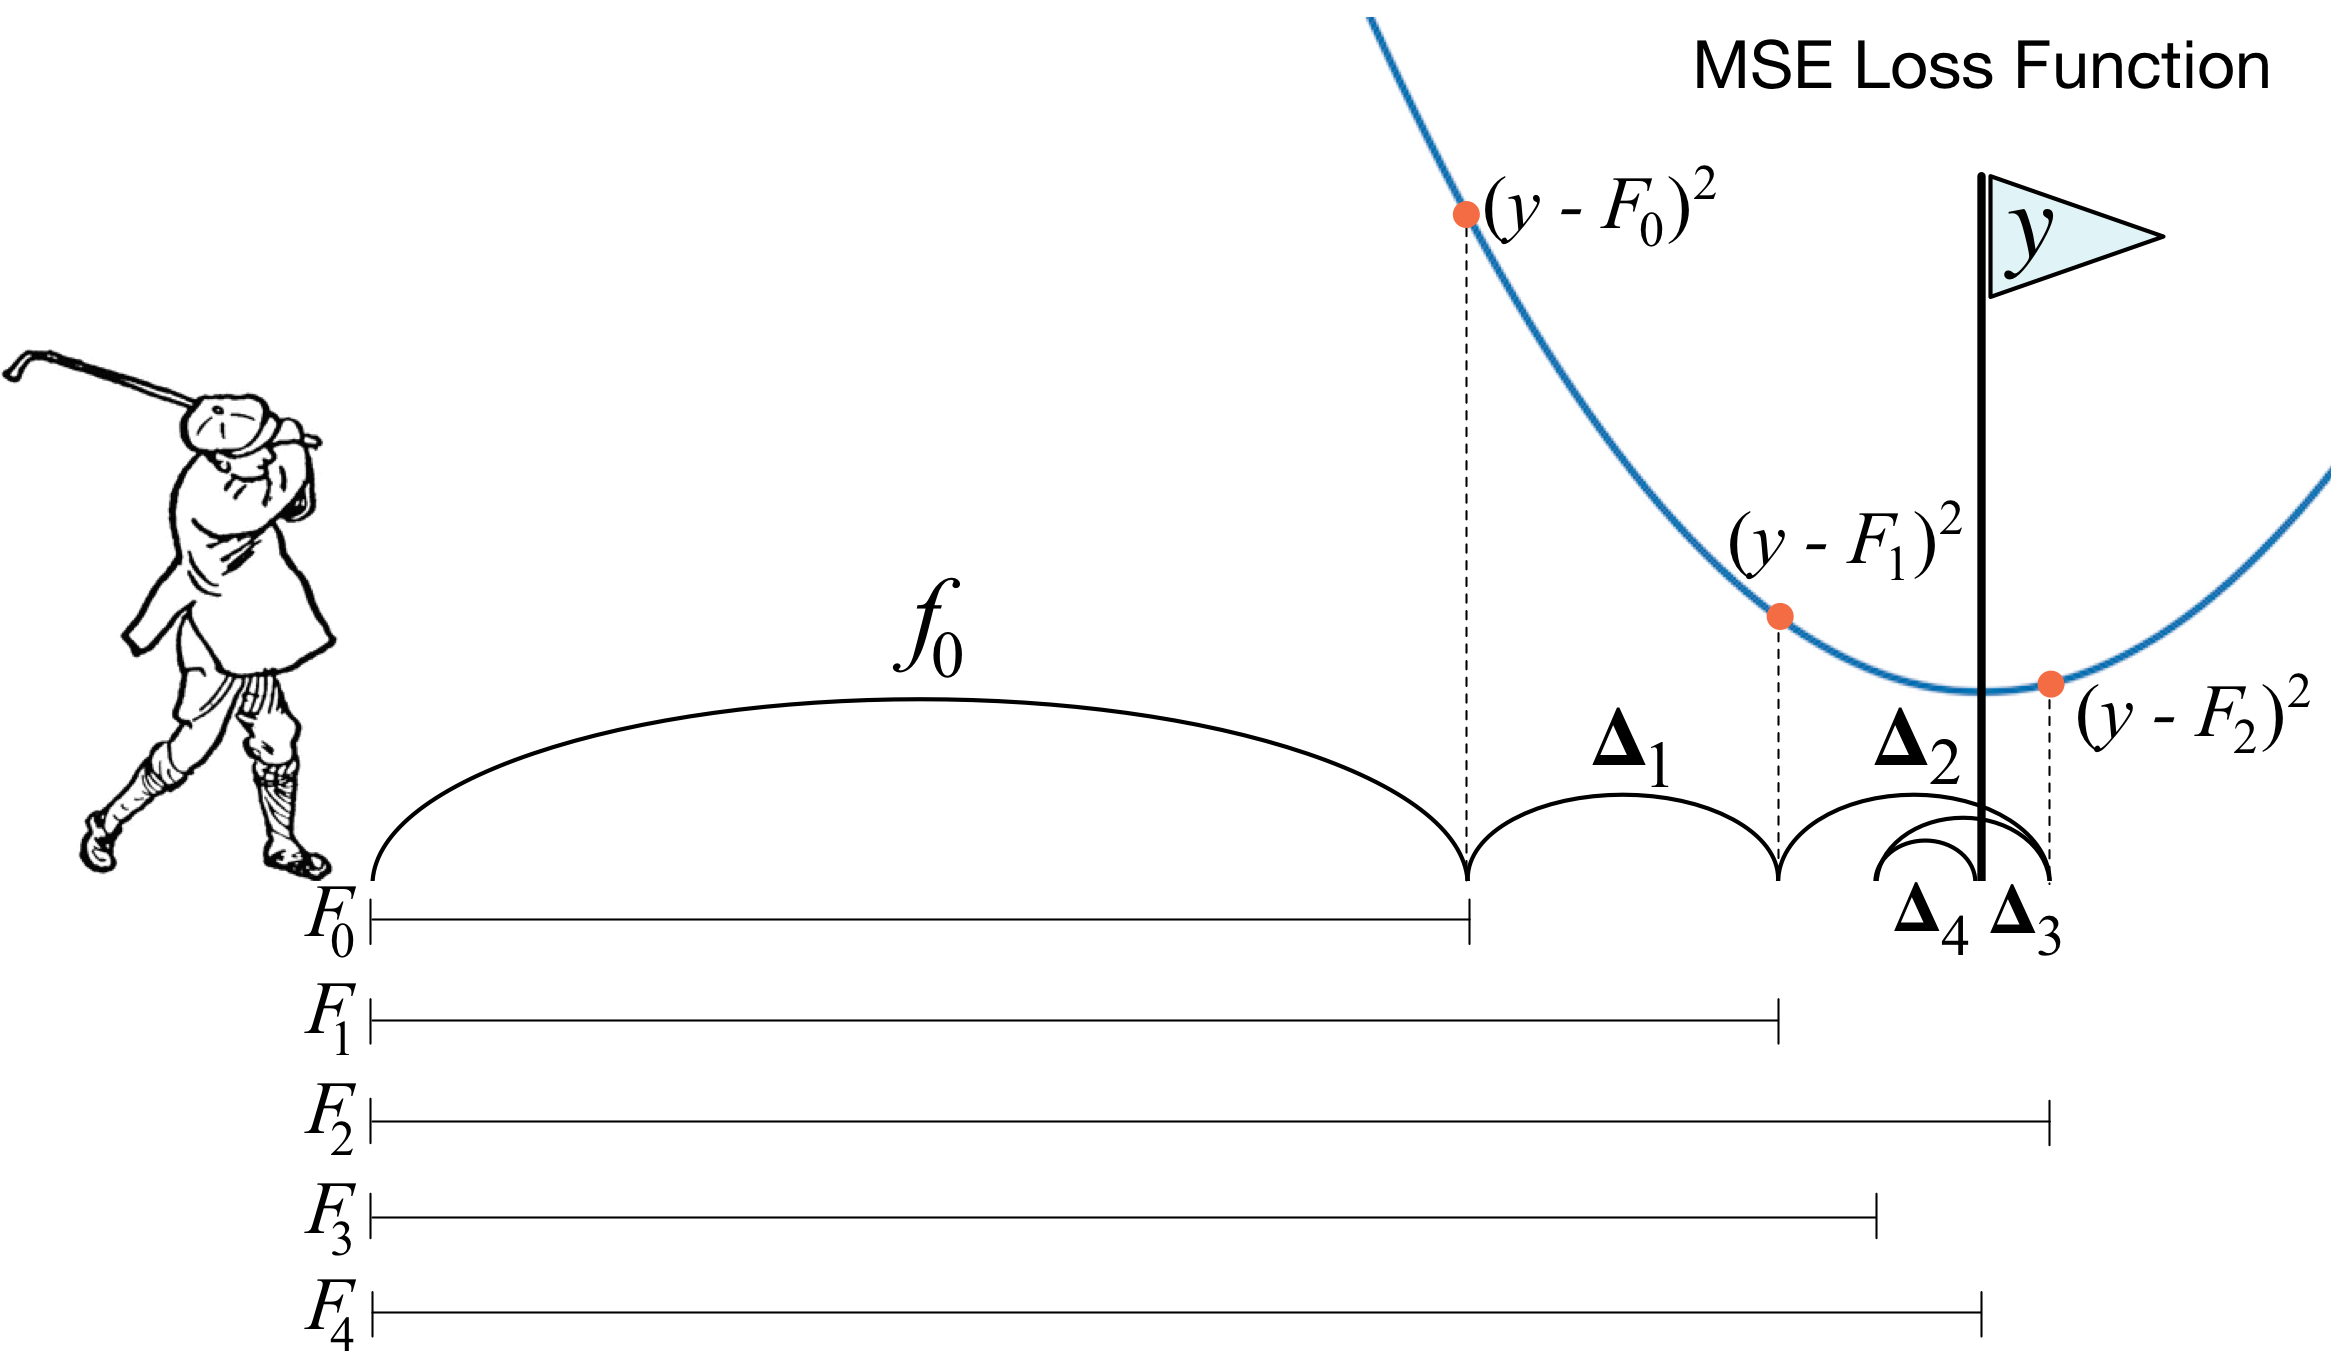 MSE Loss Function
(y - F₀)²
y
(y - F₁)²
f₀
(y - F₂)²
Δ₁
Δ₂
Δ₄ Δ₃
F₀
F₁
F₂
F₃
F₄